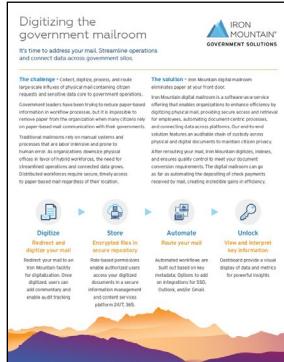 Digitizing the
government mailroom
IRON
MOUNTAIN®
GOVERNMENT SOLUTIONS
It's time to address your mail. Streamline operations
and connect data across government silos.
The challenge - Collect, digitize, process, and route
large-scale influxes of physical mail containing citizen
requests and sensitive data core to government operations.
Government leaders have been trying to reduce paper-based
information in workflow processes, but it is impossible to
remove paper from the organization when many citizens rely
on paper-based mail communication with their governments.
Traditional mailrooms rely on manual systems and
processes that are labor intensive and prone to
human error. As organizations downsize physical
offices in favor of hybrid workforces, the need for
streamlined operations and connected data grows.
Distributed workforces require secure, timely access
to paper-based mail regardless of their location.
The solution - Iron Mountain digital mailroom
eliminates paper at your front door.
Iron Mountain digital mailroom is a software-as-a-service
offering that enables organizations to enhance efficiency by
digitizing physical mail, providing secure access and retrieval
for employees, automating document-centric processes,
and connecting data across platforms. Our end-to-end
solution features an auditable chain of custody across
physical and digital documents to maintain citizen privacy.
After rerouting your mail, Iron Mountain digitizes, indexes,
and ensures quality control to meet your document
conversion requirements. The digital mailroom can go
as far as automating the depositing of check payments
received by mail, creating incredible gains in efficiency.
Digitize
Redirect and
digitize your mail
Redirect your mail to an
Iron Mountain facility
for digitalization. Once
digitized, users can
add commentary and
enable audit tracking.
Store
Encrypted files in
secure repository
Role-based permissions
enable authorized users
access your digitized
documents in a secure
information management
and content services
platform 24/7, 365.
Automate
Route your mail
Automated workflows are
built out based on key
metadata; Options to add
on integrations for SSO,
Outlook, and/or Gmail.
Unlock
View and interpret
key information
Dashboards provide a visual
display of data and metrics
for powerful insights.